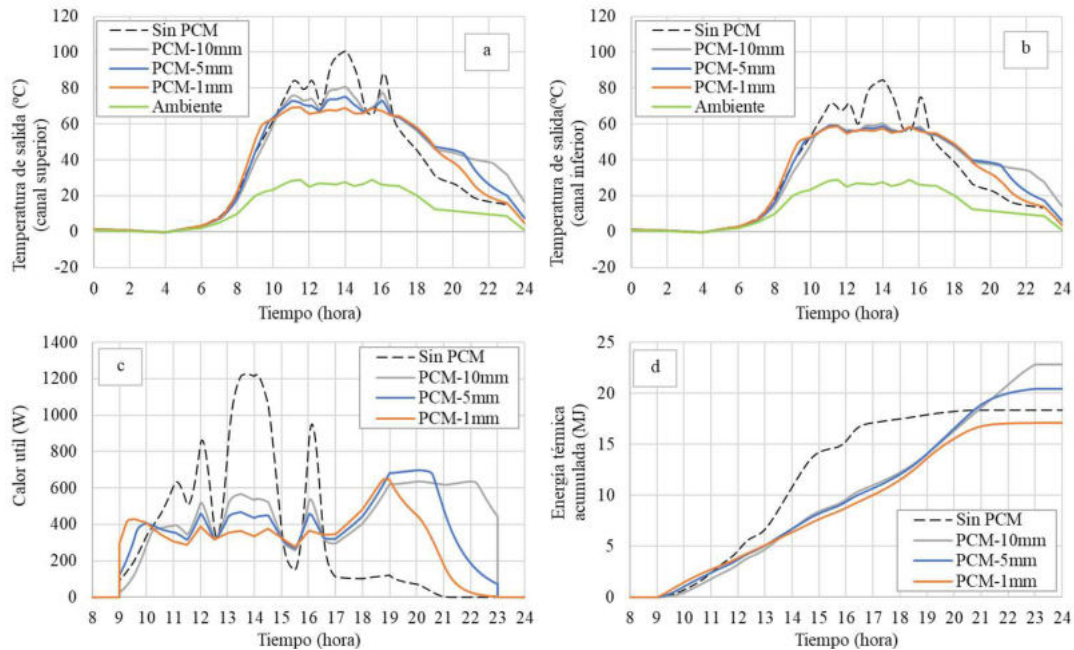 120
100
80
60
40
20
0
-20
Temperatura de salida (ºC)
(canal superior)
Sin PCM
PCM-10mm
PCM-5mm
PCM-1mm
Ambiente
a
0 2 4 6 8 10 12 14 16 18 20 22 24
Tiempo (hora)
120
100
80
60
40
20
0
-20
Temperatura de salida(ºC)
(canal inferior)
Sin PCM
PCM-10mm
PCM-5mm
PCM-1mm
Ambiente
b
0 2 4 6 8 10 12 14 16 18 20 22 24
Tiempo (hora)
1400
1200
1000
800
600
400
200
0
Calor util (W)
c
Sin PCM
PCM-10mm
PCM-5mm
PCM-1mm
8 9 10 11 12 13 14 15 16 17 18 19 20 21 22 23 24
Tiempo (hora)
25
20
15
10
5
0
Energía térmica
acumulada (MJ)
d
Sin PCM
PCM-10mm
PCM-5mm
PCM-1mm
8 9 10 11 12 13 14 15 16 17 18 19 20 21 22 23 24
Tiempo (hora)